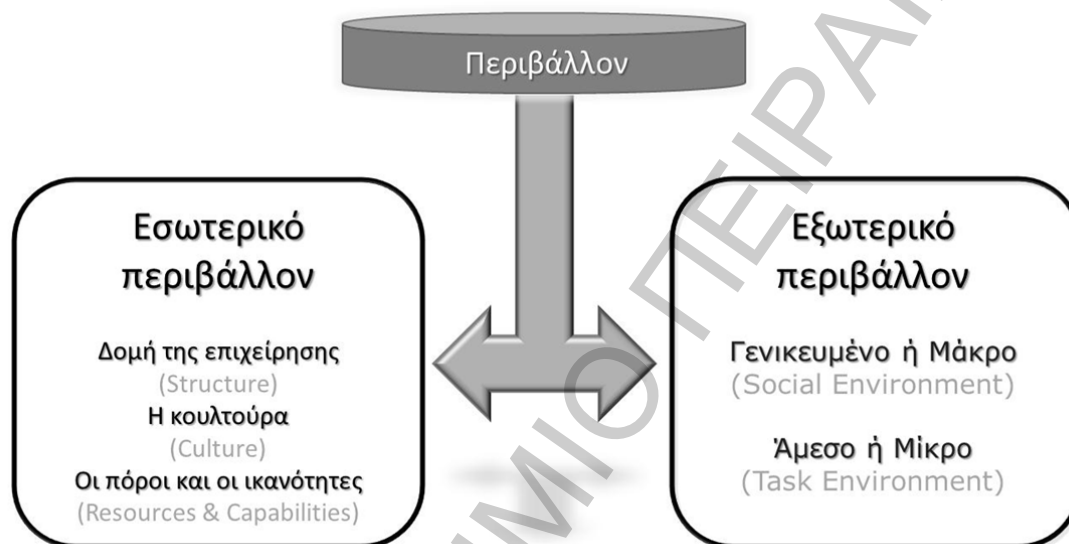 Περιβάλλον
Εσωτερικό
περιβάλλον
Δομή της επιχείρησης
(Structure)
Η κουλτούρα
(Culture)
Οι πόροι και οι ικανότητες
(Resources & Capabilities)
Εξωτερικό
περιβάλλον
Γενικευμένο ή Μάκρο
(Social Environment)
Άμεσο ή Μίκρο
(Task Environment)